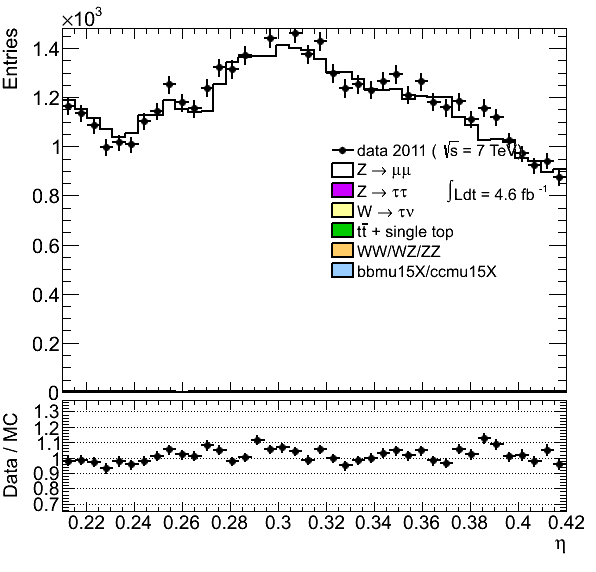 ×10³
Entries
1.4
1.2
1
0.8
0.6
0.4
0.2
0
data 2011 ( √s = 7 TeV)
Z → μμ
Z → ττ
∫Ldt = 4.6 fb⁻¹
W → τν
tt̅ + single top
WW/WZ/ZZ
bbmu15X/ccmu15X
Data / MC
1.3
1.2
1.1
1
0.9
0.8
0.7
0.22 0.24 0.26 0.28 0.3 0.32 0.34 0.36 0.38 0.4 0.42
η